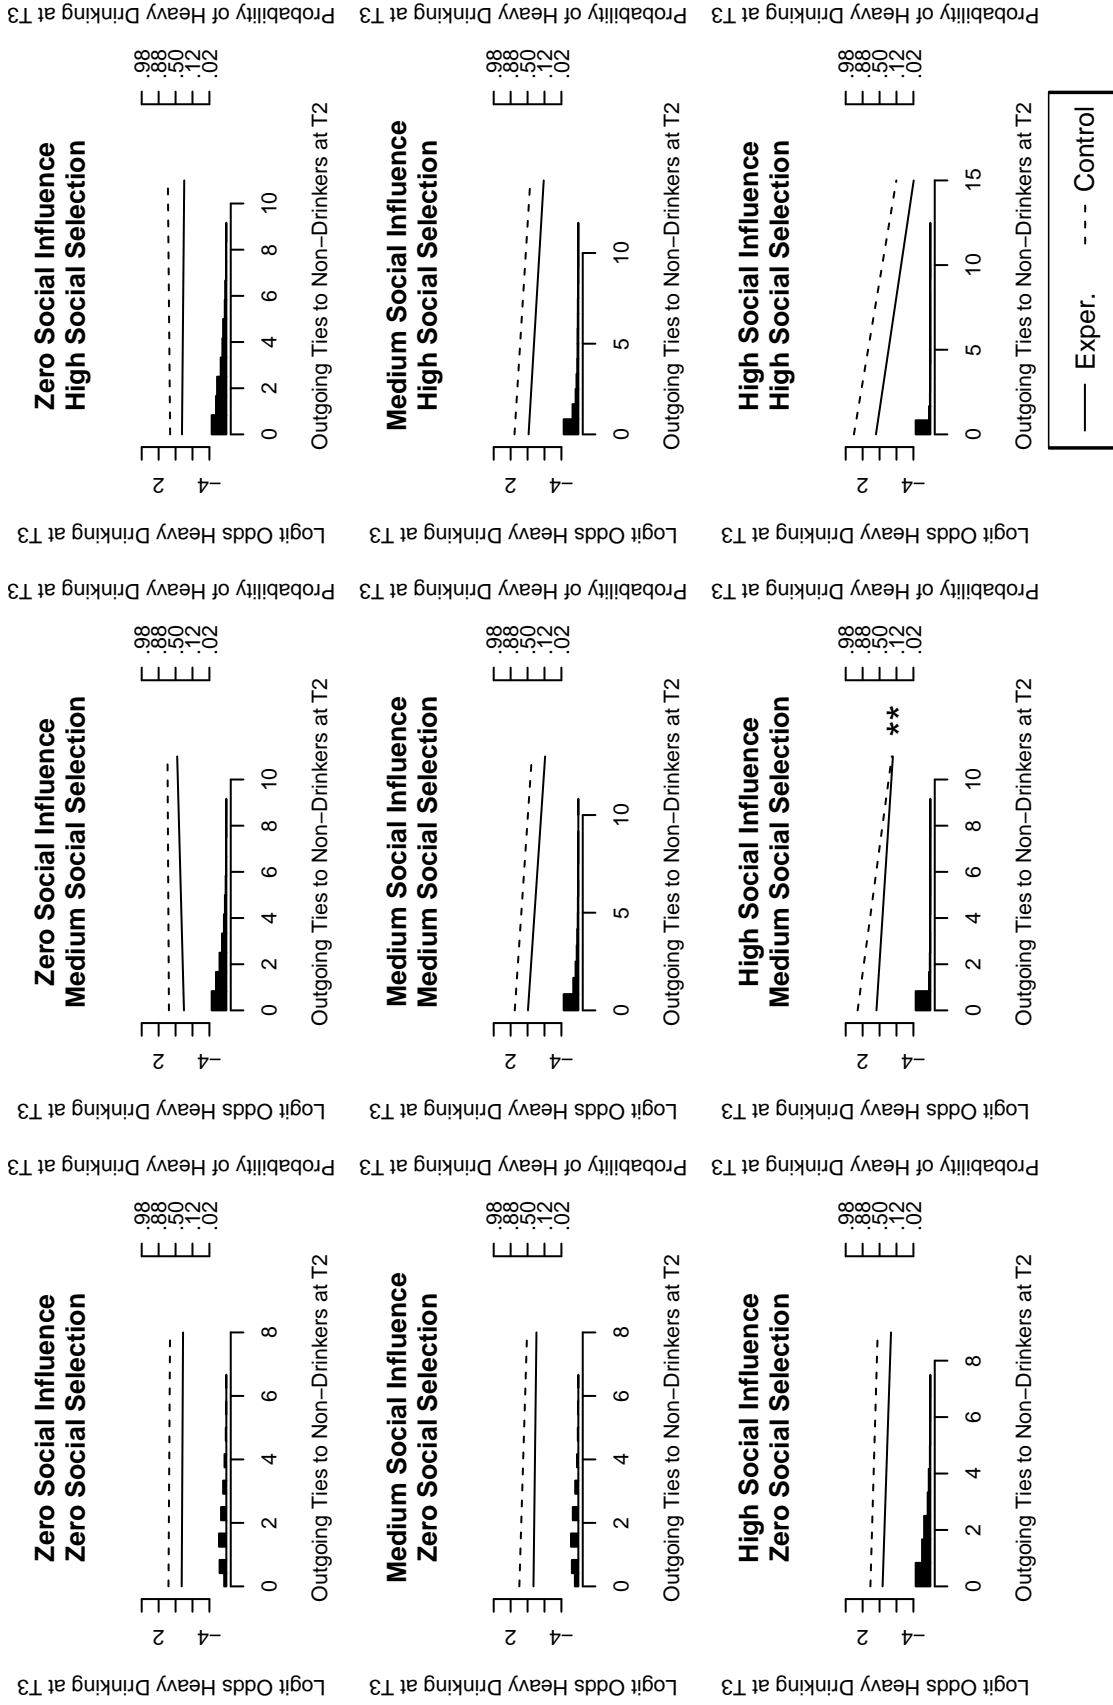 Zero Social Influence
Zero Social Selection
Logit Odds Heavy Drinking at T3
2
−4
.98
.88
.50
.12
.02
Probability of Heavy Drinking at T3
0 2 4 6 8
Outgoing Ties to Non−Drinkers at T2
Zero Social Influence
Medium Social Selection
Logit Odds Heavy Drinking at T3
2
−4
.98
.88
.50
.12
.02
Probability of Heavy Drinking at T3
0 2 4 6 8 10
Outgoing Ties to Non−Drinkers at T2
Zero Social Influence
High Social Selection
Logit Odds Heavy Drinking at T3
2
−4
.98
.88
.50
.12
.02
Probability of Heavy Drinking at T3
0 2 4 6 8 10
Outgoing Ties to Non−Drinkers at T2
Medium Social Influence
Zero Social Selection
Logit Odds Heavy Drinking at T3
2
−4
.98
.88
.50
.12
.02
Probability of Heavy Drinking at T3
0 2 4 6 8
Outgoing Ties to Non−Drinkers at T2
Medium Social Influence
Medium Social Selection
Logit Odds Heavy Drinking at T3
2
−4
.98
.88
.50
.12
.02
Probability of Heavy Drinking at T3
0 5 10
Outgoing Ties to Non−Drinkers at T2
Medium Social Influence
High Social Selection
Logit Odds Heavy Drinking at T3
2
−4
.98
.88
.50
.12
.02
Probability of Heavy Drinking at T3
0 5 10
Outgoing Ties to Non−Drinkers at T2
High Social Influence
Zero Social Selection
Logit Odds Heavy Drinking at T3
2
−4
.98
.88
.50
.12
.02
Probability of Heavy Drinking at T3
0 2 4 6 8
Outgoing Ties to Non−Drinkers at T2
High Social Influence
Medium Social Selection
Logit Odds Heavy Drinking at T3
2
−4
**
.98
.88
.50
.12
.02
Probability of Heavy Drinking at T3
0 2 4 6 8 10
Outgoing Ties to Non−Drinkers at T2
High Social Influence
High Social Selection
Logit Odds Heavy Drinking at T3
2
−4
.98
.88
.50
.12
.02
Probability of Heavy Drinking at T3
0 5 10 15
Outgoing Ties to Non−Drinkers at T2
Exper. Control